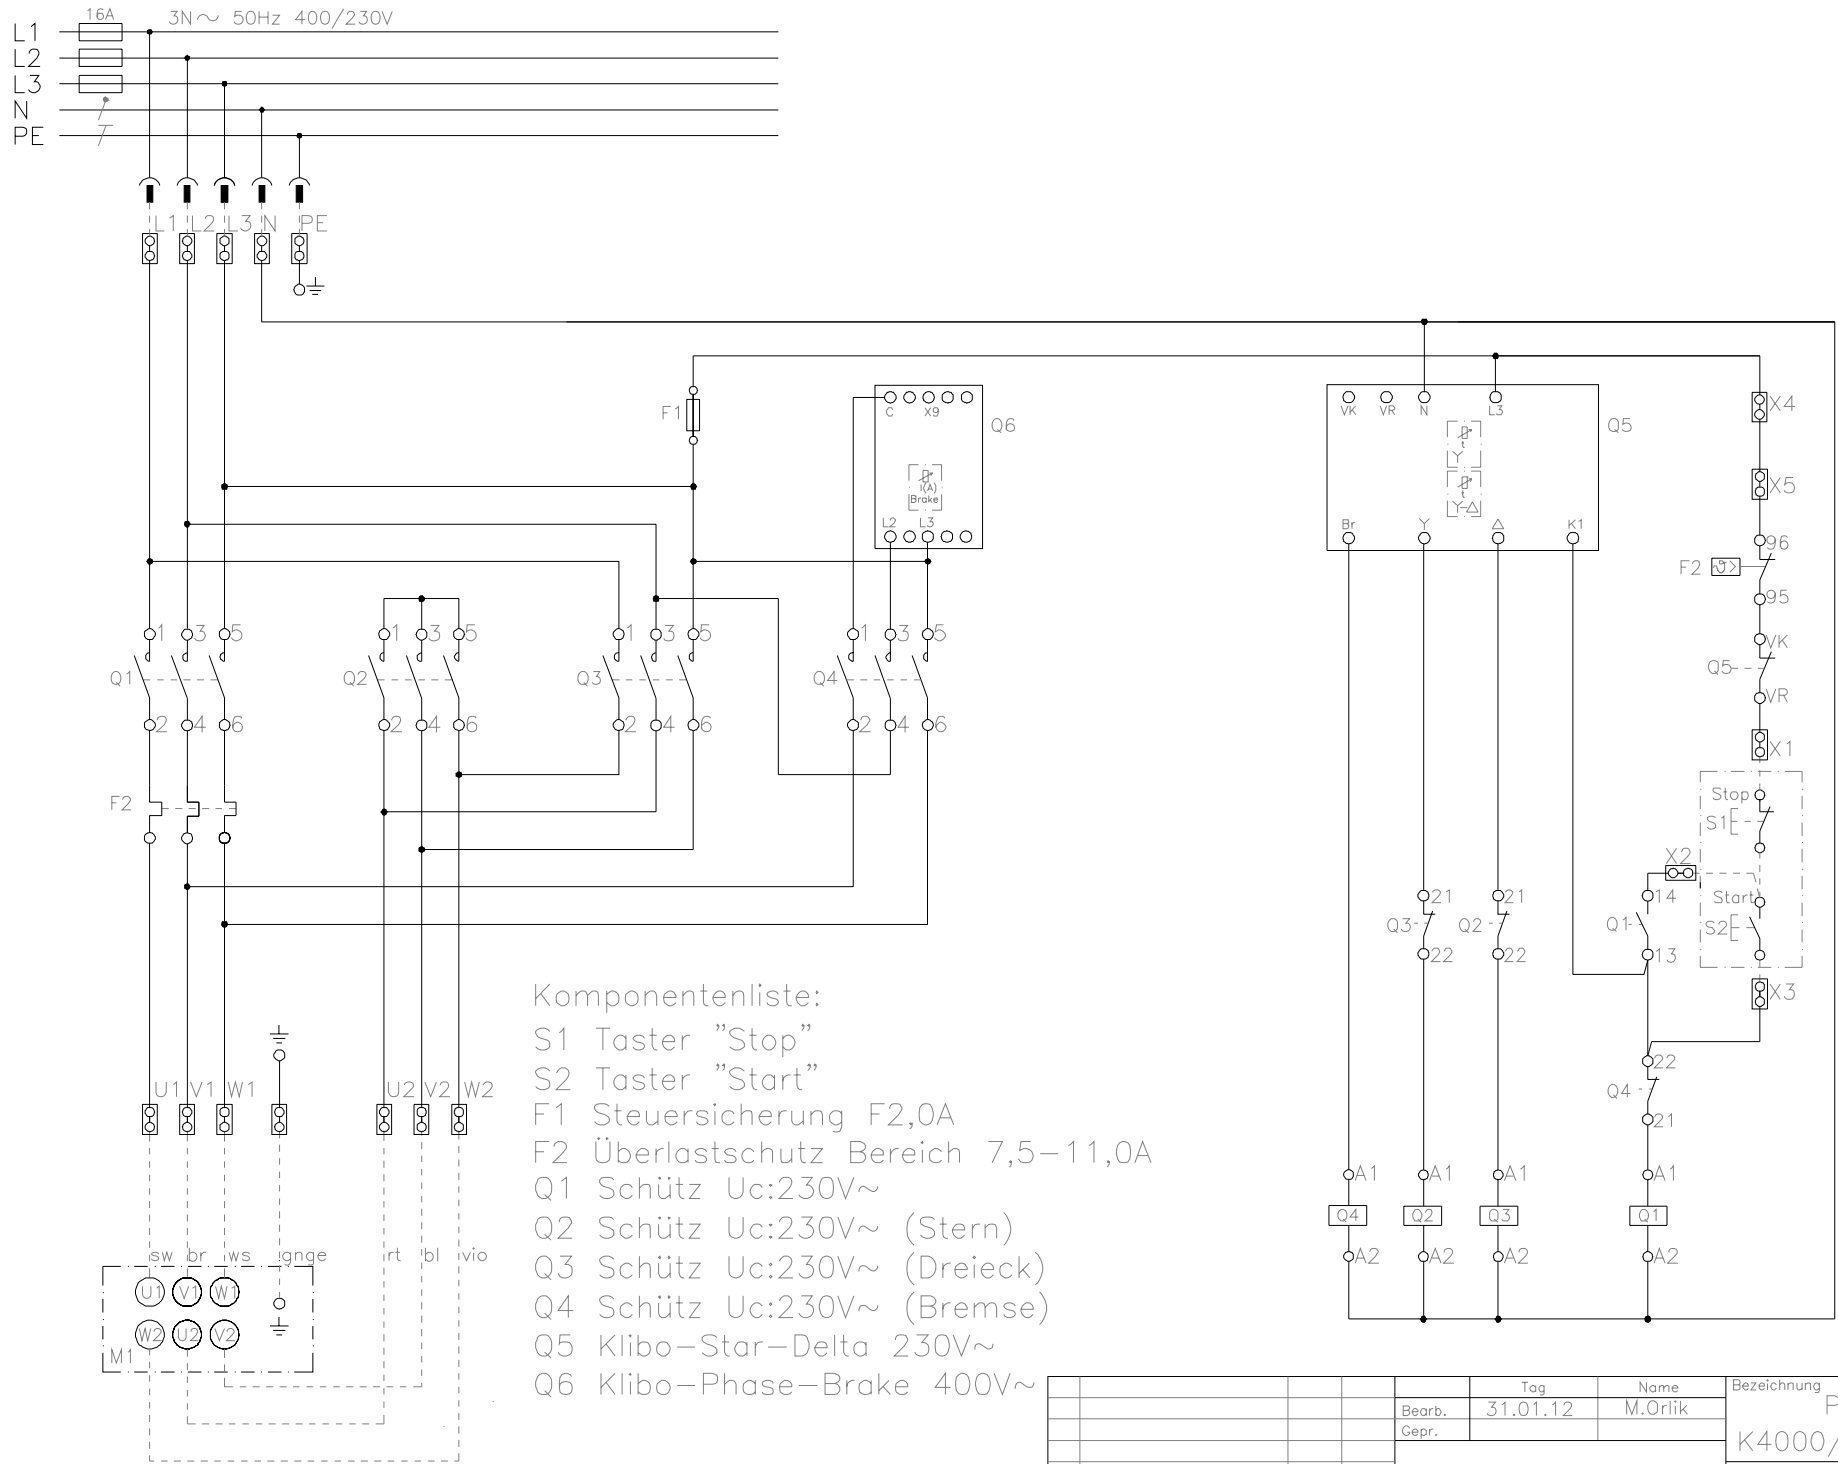 16A 3N~ 50Hz 400/230V
L1
L2
L3
N
PE
L1 L2 L3 N PE
F1
C X9
Q6
i(A)
Brake
L2 L3
VK VR N L3
Q5
t
Y
t
Y-Δ
Br Y Δ K1
X4
X5
96
F2 ϑ>
95
VK
Q5
VR
X1
Stop
S1
X2
14
Start
Q1
S2
13
X3
22
Q4
21
1 3 5
Q1
2 4 6
1 3 5
Q2
2 4 6
1 3 5
Q3
2 4 6
1 3 5
Q4
2 4 6
F2
21 21
Q3 Q2
22 22
A1 A1 A1 A1
Q4 Q2 Q3 Q1
A2 A2 A2 A2
U1 V1 W1 U2 V2 W2
sw br ws gnge rt bl vio
U1 V1 W1
W2 U2 V2
M1
Komponentenliste:
S1 Taster "Stop"
S2 Taster "Start"
F1 Steuersicherung F2,0A
F2 Überlastschutz Bereich 7,5-11,0A
Q1 Schütz Uc:230V~
Q2 Schütz Uc:230V~ (Stern)
Q3 Schütz Uc:230V~ (Dreieck)
Q4 Schütz Uc:230V~ (Bremse)
Q5 Klibo-Star-Delta 230V~
Q6 Klibo-Phase-Brake 400V~
Tag Name Bezeichnung
Bearb. 31.01.12 M.Orlik P
Gepr.
K4000/